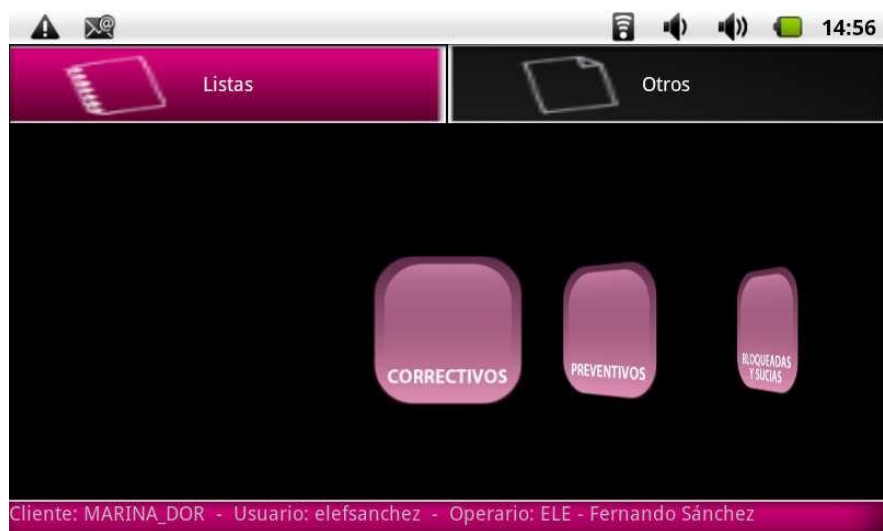 14:56
Listas
Otros
CORRECTIVOS
PREVENTIVOS
BLOQUEADAS
Y SUCIAS
Cliente: MARINA_DOR - Usuario: elefsanchez - Operario: ELE - Fernando Sánchez